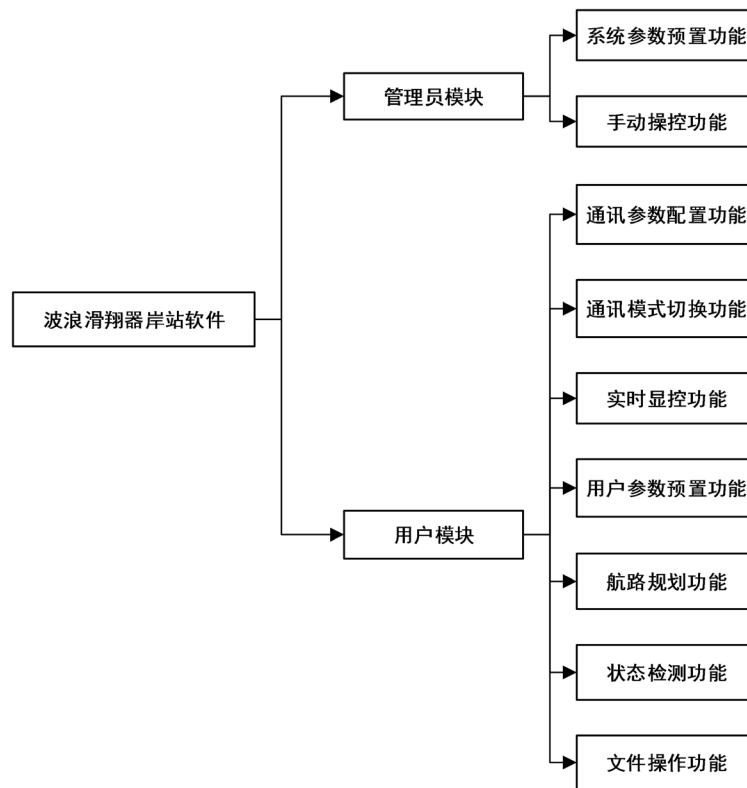 系统参数预置功能
管理员模块
手动操控功能
通讯参数配置功能
波浪滑翔器岸站软件
通讯模式切换功能
实时显控功能
用户参数预置功能
用户模块
航路规划功能
状态检测功能
文件操作功能